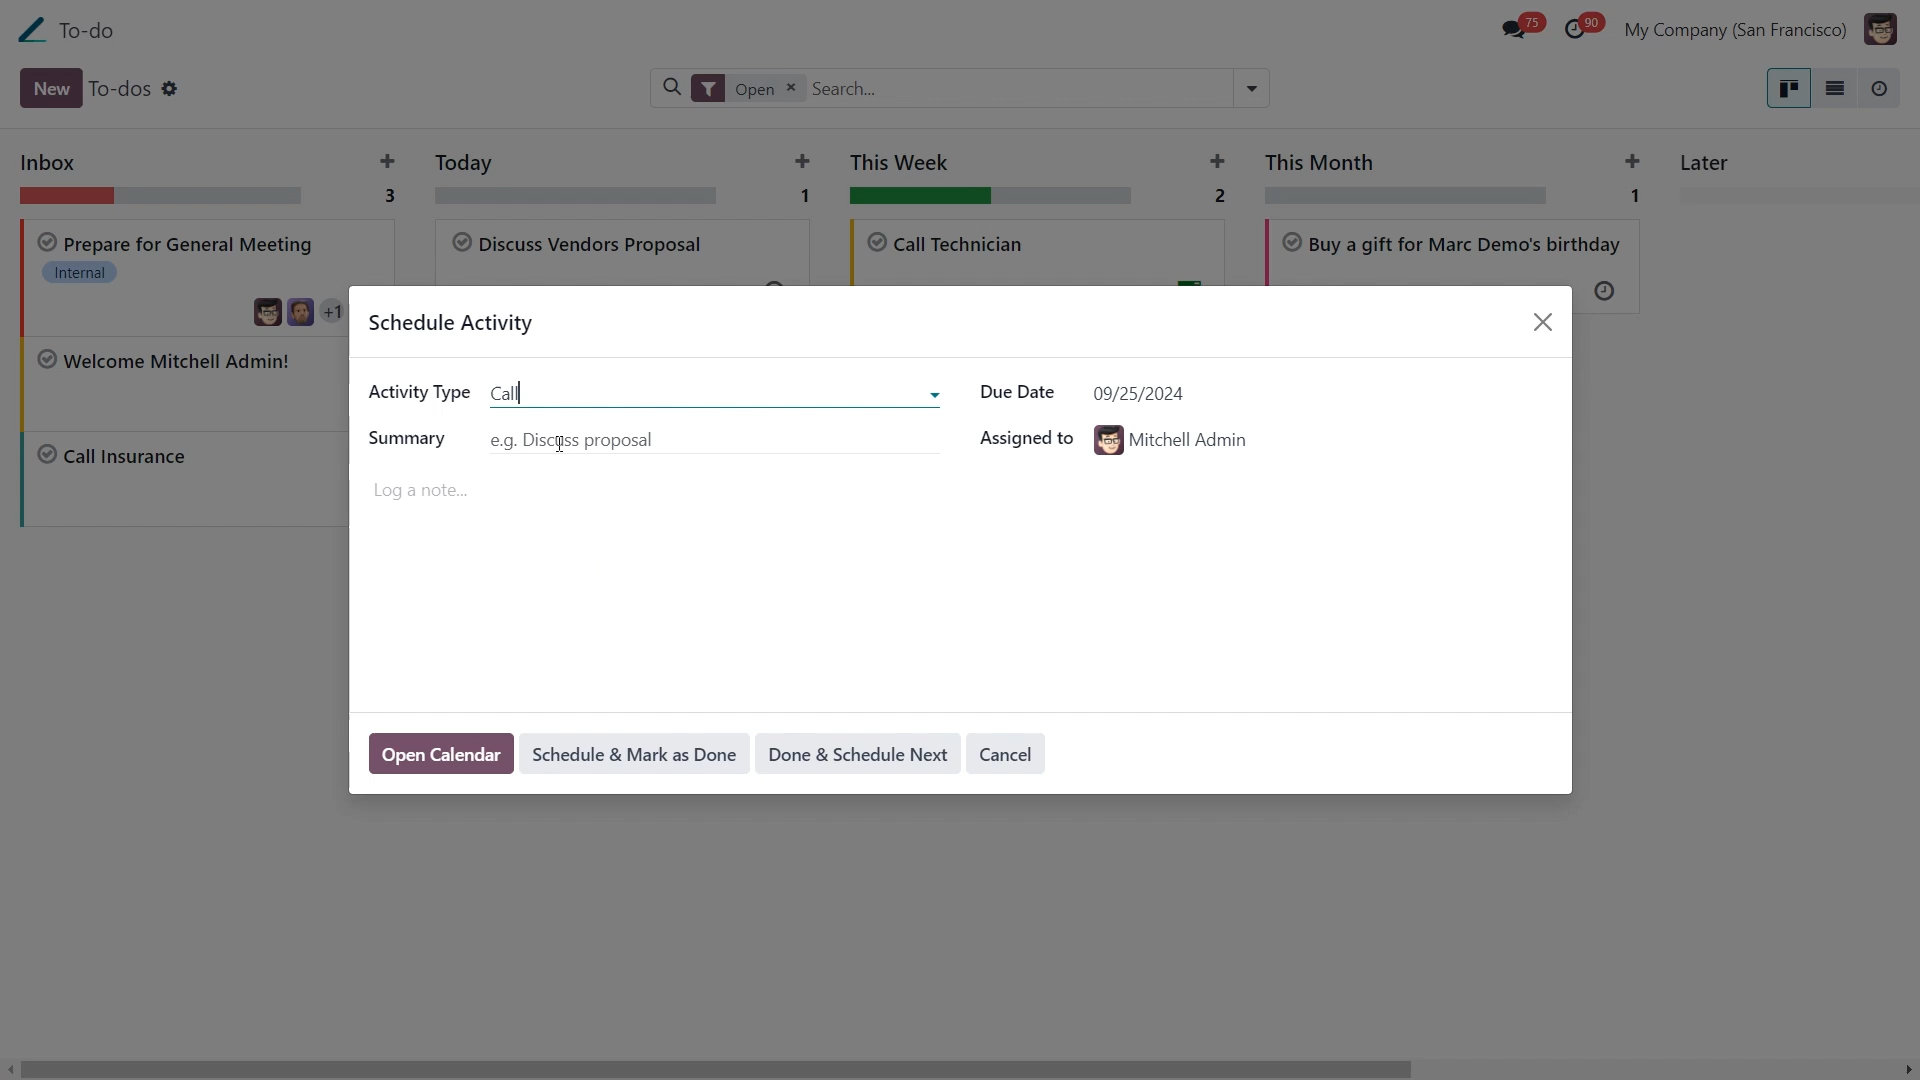 To-do
75
90
My Company (San Francisco)
New
To-dos
Open ×
Search...
Inbox
Today
This Week
This Month
Later
3
1
2
1
Prepare for General Meeting
Internal
+1
Discuss Vendors Proposal
Call Technician
Buy a gift for Marc Demo's birthday
Welcome Mitchell Admin!
Call Insurance
Schedule Activity
Activity Type
Call
Due Date
09/25/2024
Summary
e.g. Discuss proposal
Assigned to
Mitchell Admin
Log a note...
Open Calendar
Schedule & Mark as Done
Done & Schedule Next
Cancel